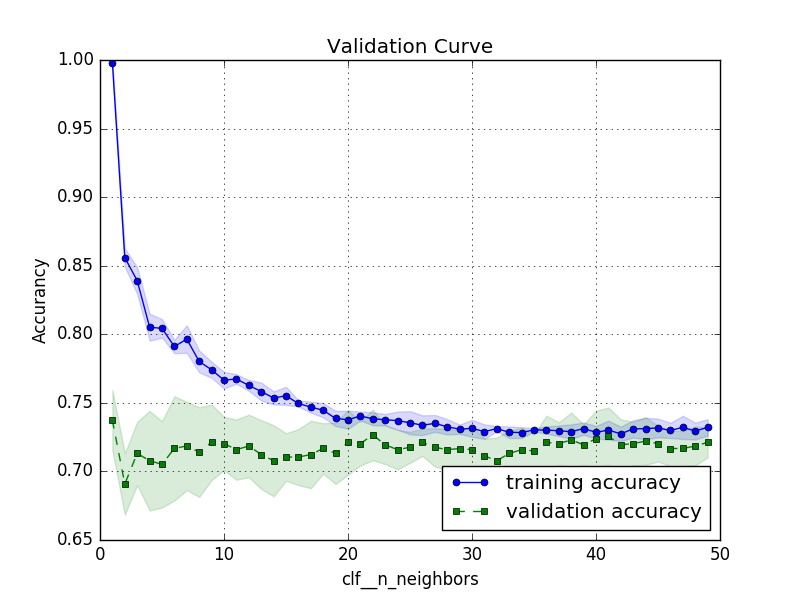 Validation Curve
1.00
0.95
0.90
0.85
0.80
0.75
0.70
0.65
Accurancy
training accuracy
validation accuracy
0 10 20 30 40 50
clf__n_neighbors